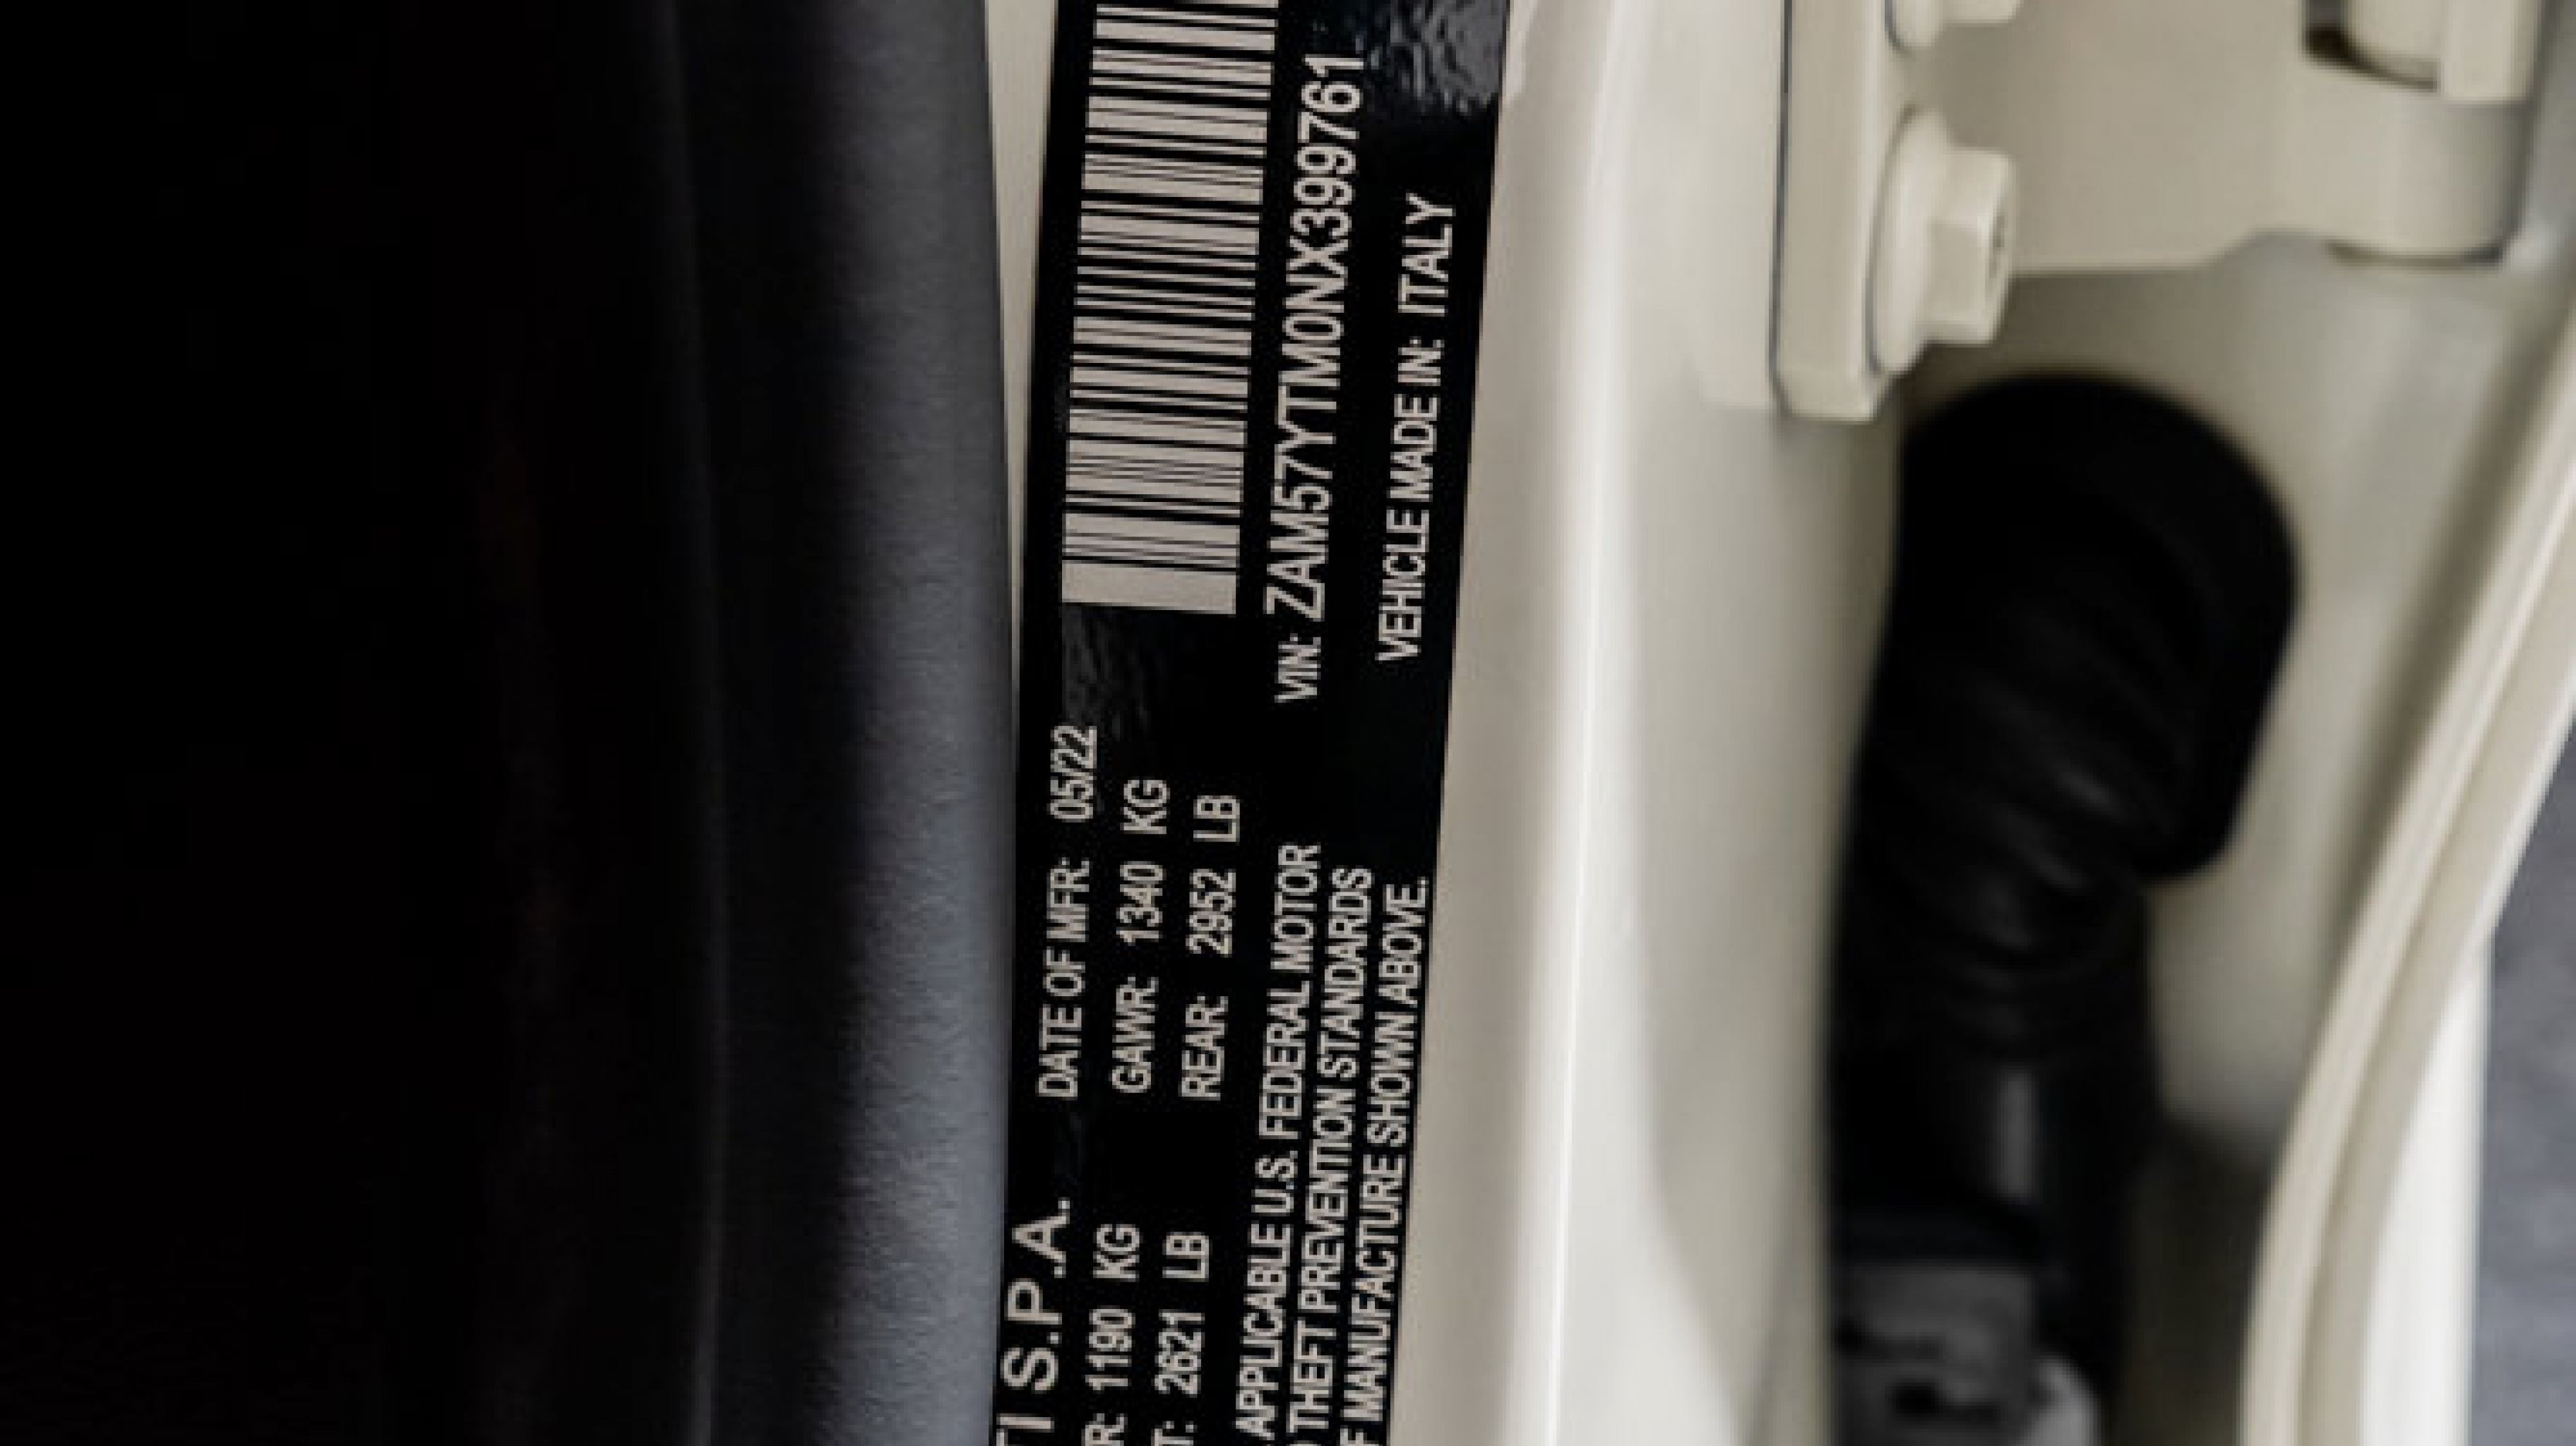 TI S.P.A. DATE OF MFR: 05/22
R: 1190 KG GAWR: 1340 KG
T: 2621 LB REAR: 2952 LB
APPLICABLE U.S. FEDERAL MOTOR
THEFT PREVENTION STANDARDS
F MANUFACTURE SHOWN ABOVE.
VIN: ZAM57YTM0NX399761
VEHICLE MADE IN: ITALY